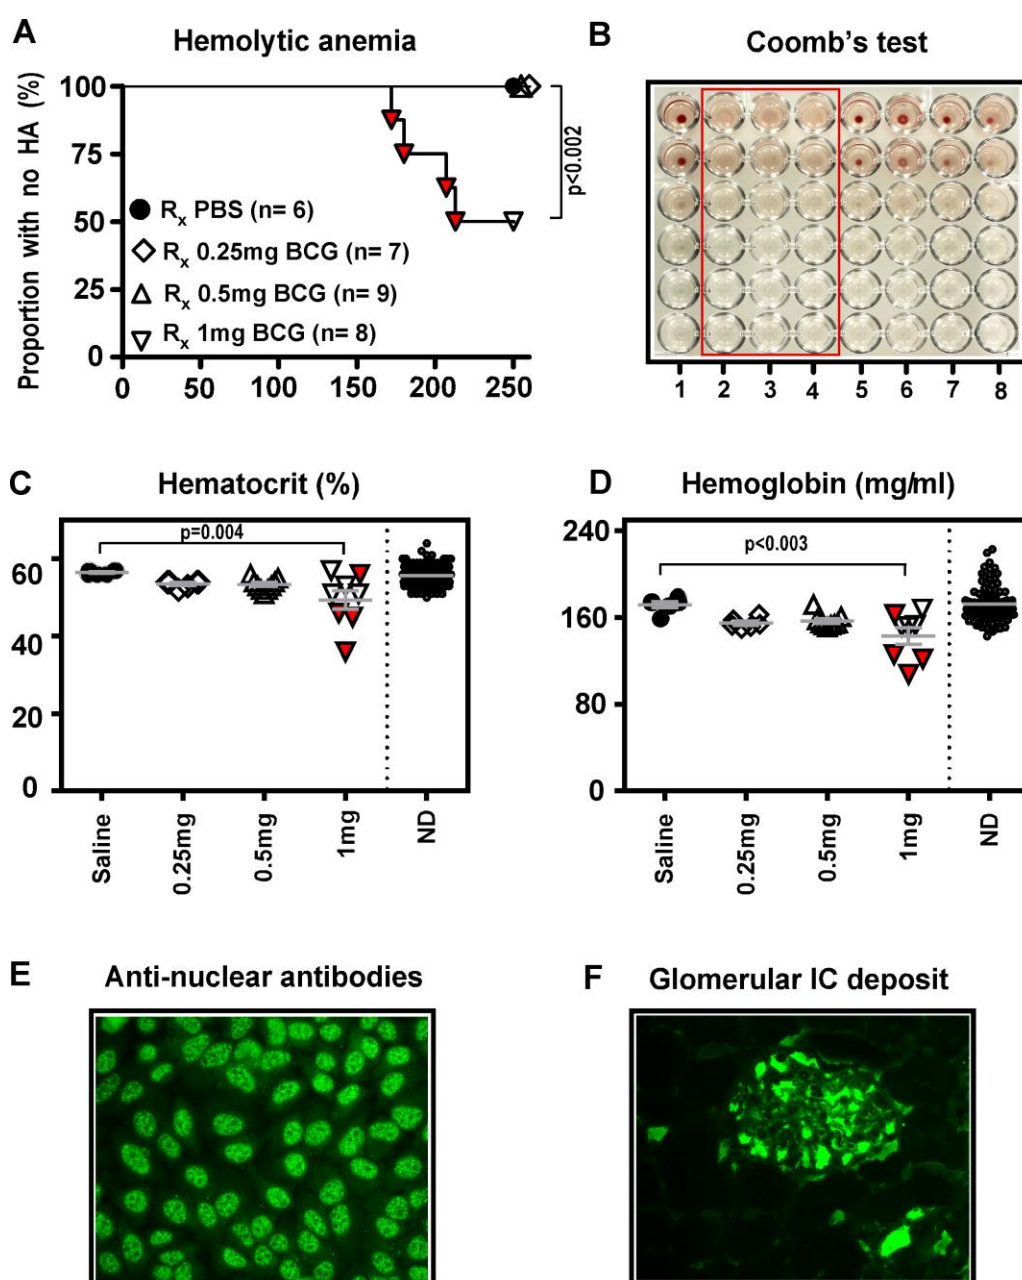 A
Hemolytic anemia
Proportion with no HA (%)
100
75
50
25
0
0 50 100 150 200 250
p<0.002
Rx PBS (n= 6)
Rx 0.25mg BCG (n= 7)
Rx 0.5mg BCG (n= 9)
Rx 1mg BCG (n= 8)
B
Coomb's test
1 2 3 4 5 6 7 8
C
Hematocrit (%)
p=0.004
60
40
20
0
Saline 0.25mg 0.5mg 1mg ND
D
Hemoglobin (mg/ml)
p<0.003
240
160
80
0
Saline 0.25mg 0.5mg 1mg ND
E
Anti-nuclear antibodies
F
Glomerular IC deposit